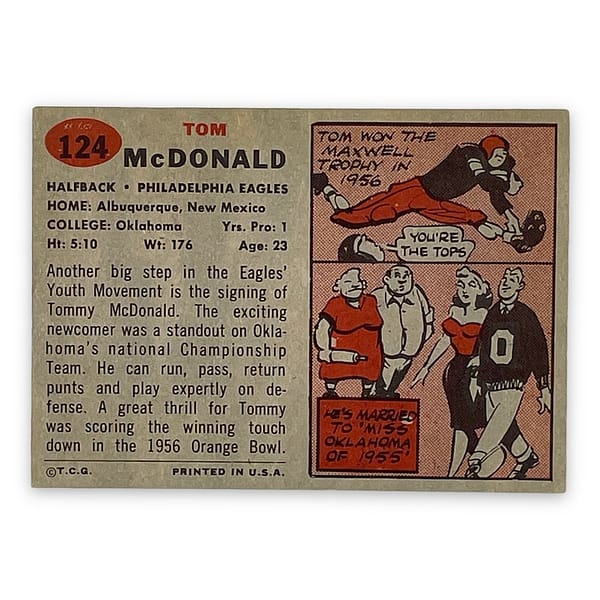 124
TOM
McDONALD
HALFBACK • PHILADELPHIA EAGLES
HOME: Albuquerque, New Mexico
COLLEGE: Oklahoma Yrs. Pro: 1
Ht: 5:10 Wt: 176 Age: 23
Another big step in the Eagles'
Youth Movement is the signing of
Tommy McDonald. The exciting
newcomer was a standout on Okla-
homa's national Championship
Team. He can run, pass, return
punts and play expertly on de-
fense. A great thrill for Tommy
was scoring the winning touch
down in the 1956 Orange Bowl.
©T.C.G. PRINTED IN U.S.A.
TOM WON THE
MAXWELL
TROPHY IN
1956
YOU'RE
THE TOPS
O
HE'S MARRIED
TO "MISS
OKLAHOMA
OF 1955"